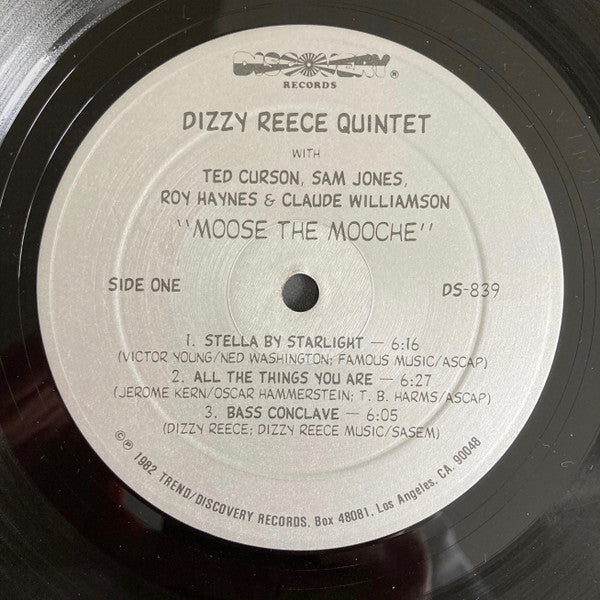 DISCOVERY®
RECORDS
DIZZY REECE QUINTET
WITH
TED CURSON, SAM JONES,
ROY HAYNES & CLAUDE WILLIAMSON
"MOOSE THE MOOCHE"
SIDE ONE
DS-839
1. STELLA BY STARLIGHT — 6:16
(VICTOR YOUNG/NED WASHINGTON; FAMOUS MUSIC/ASCAP)
2. ALL THE THINGS YOU ARE — 6:27
(JEROME KERN/OSCAR HAMMERSTEIN; T. B. HARMS/ASCAP)
3. BASS CONCLAVE — 6:05
(DIZZY REECE; DIZZY REECE MUSIC/SASEM)
©℗ 1982 TREND/DISCOVERY RECORDS, Box 48081, Los Angeles, CA. 90048